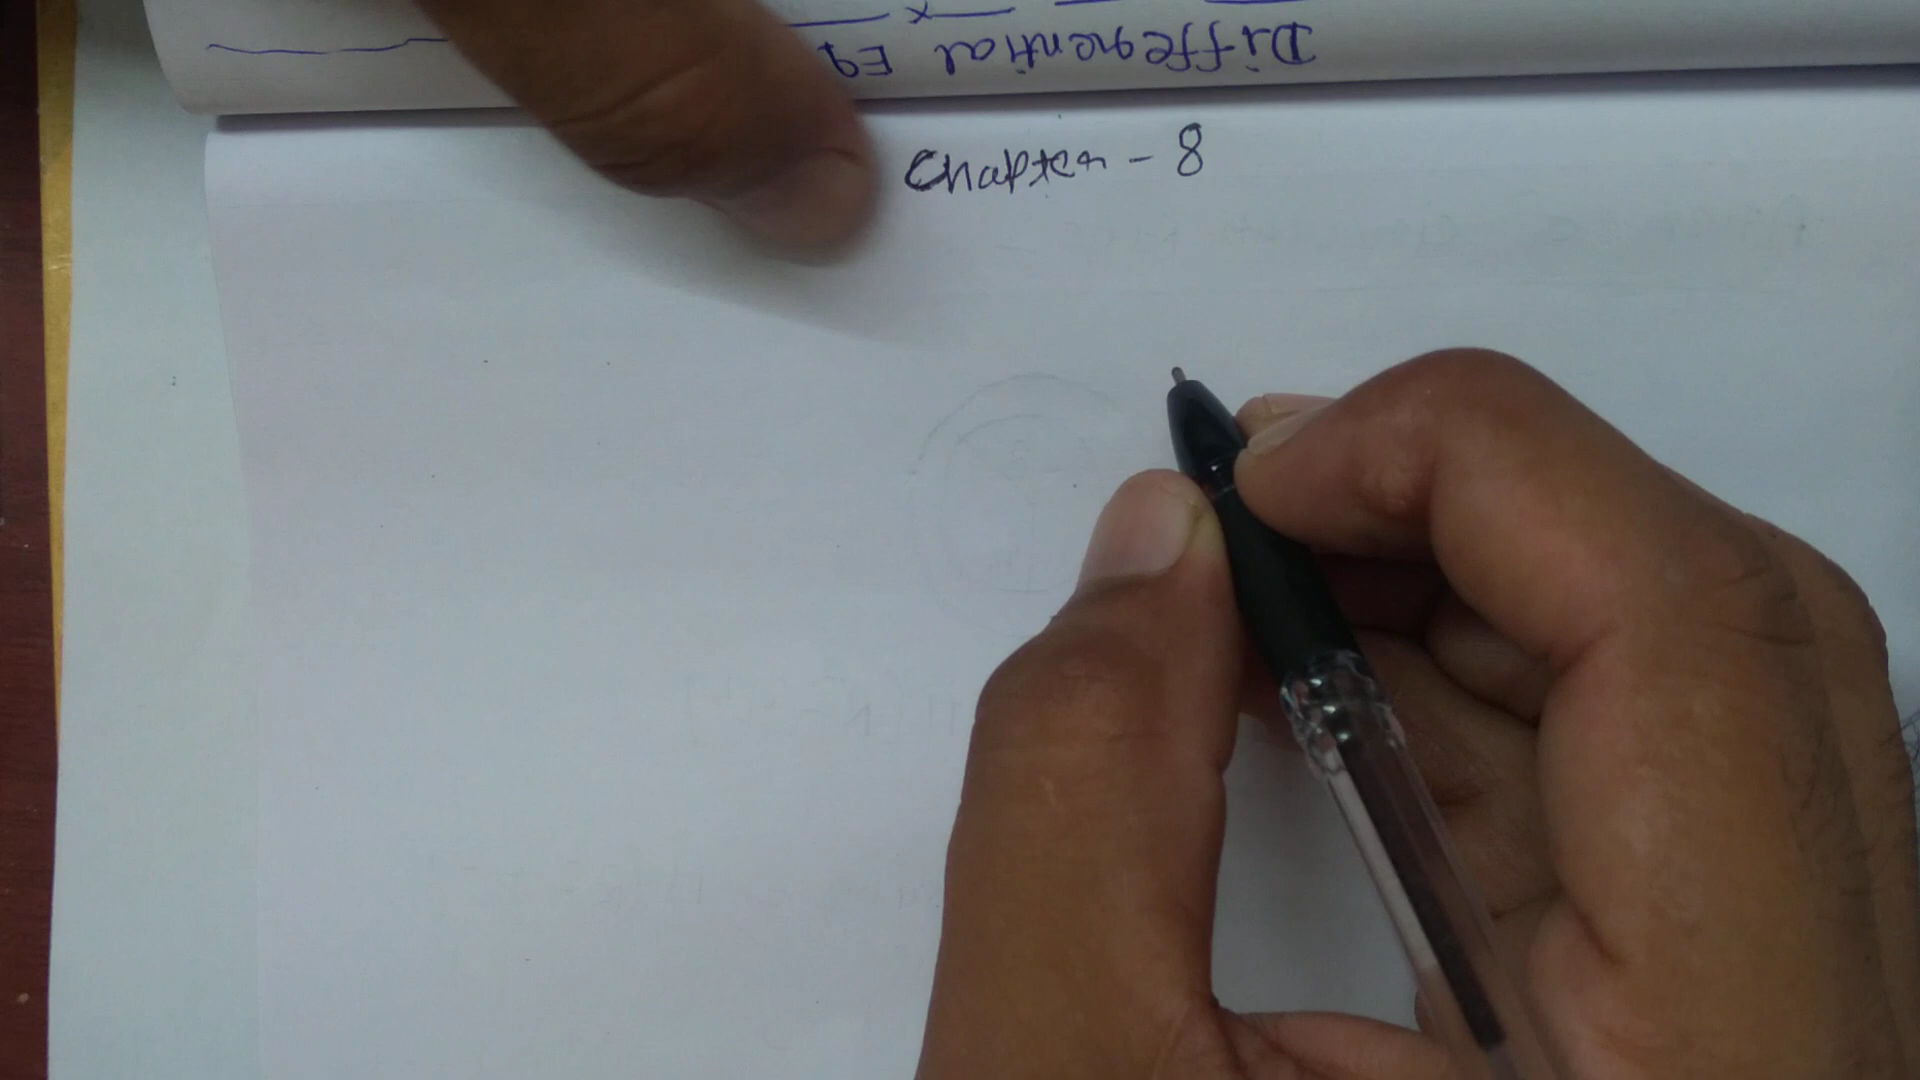 Differential Eq
Chapter - 8